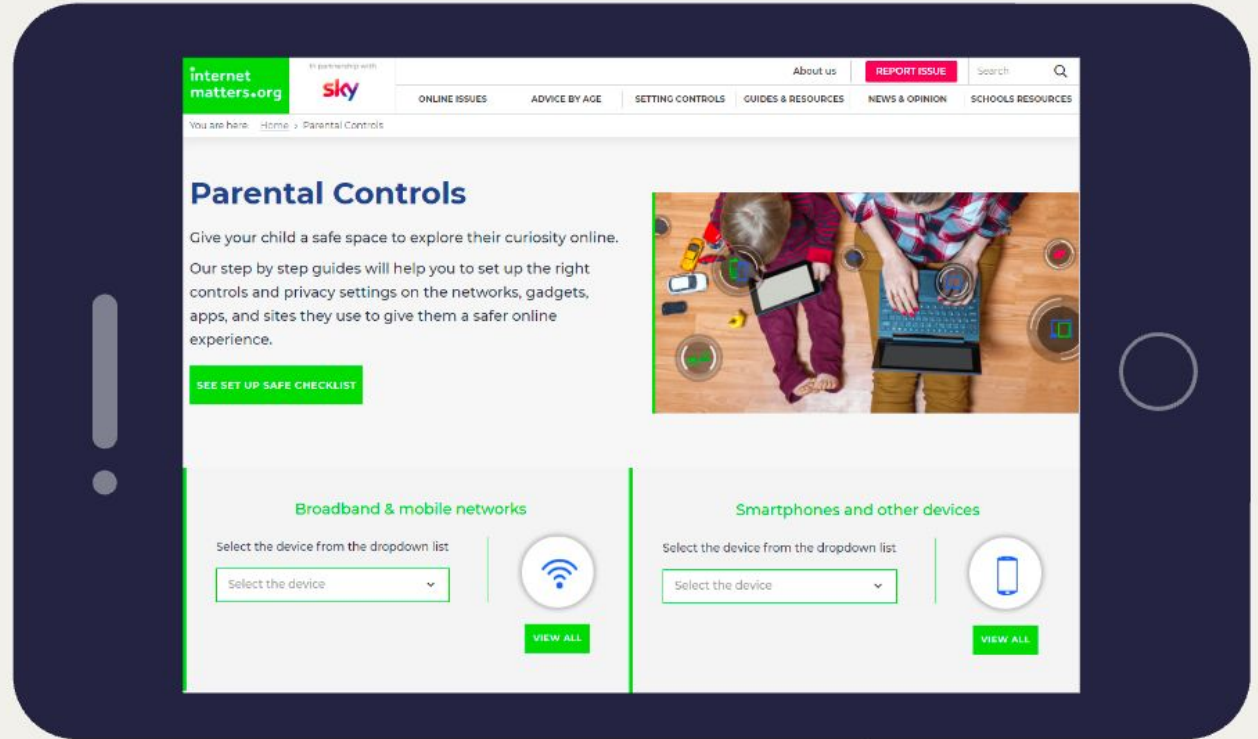 internet
matters.org
In partnership with
sky
About us
REPORT ISSUE
Search
ONLINE ISSUES
ADVICE BY AGE
SETTING CONTROLS
GUIDES & RESOURCES
NEWS & OPINION
SCHOOLS RESOURCES
You are here: Home > Parental Controls
Parental Controls
Give your child a safe space to explore their curiosity online.
Our step by step guides will help you to set up the right
controls and privacy settings on the networks, gadgets,
apps, and sites they use to give them a safer online
experience.
SEE SET UP SAFE CHECKLIST
Broadband & mobile networks
Select the device from the dropdown list
Select the device
VIEW ALL
Smartphones and other devices
Select the device from the dropdown list
Select the device
VIEW ALL